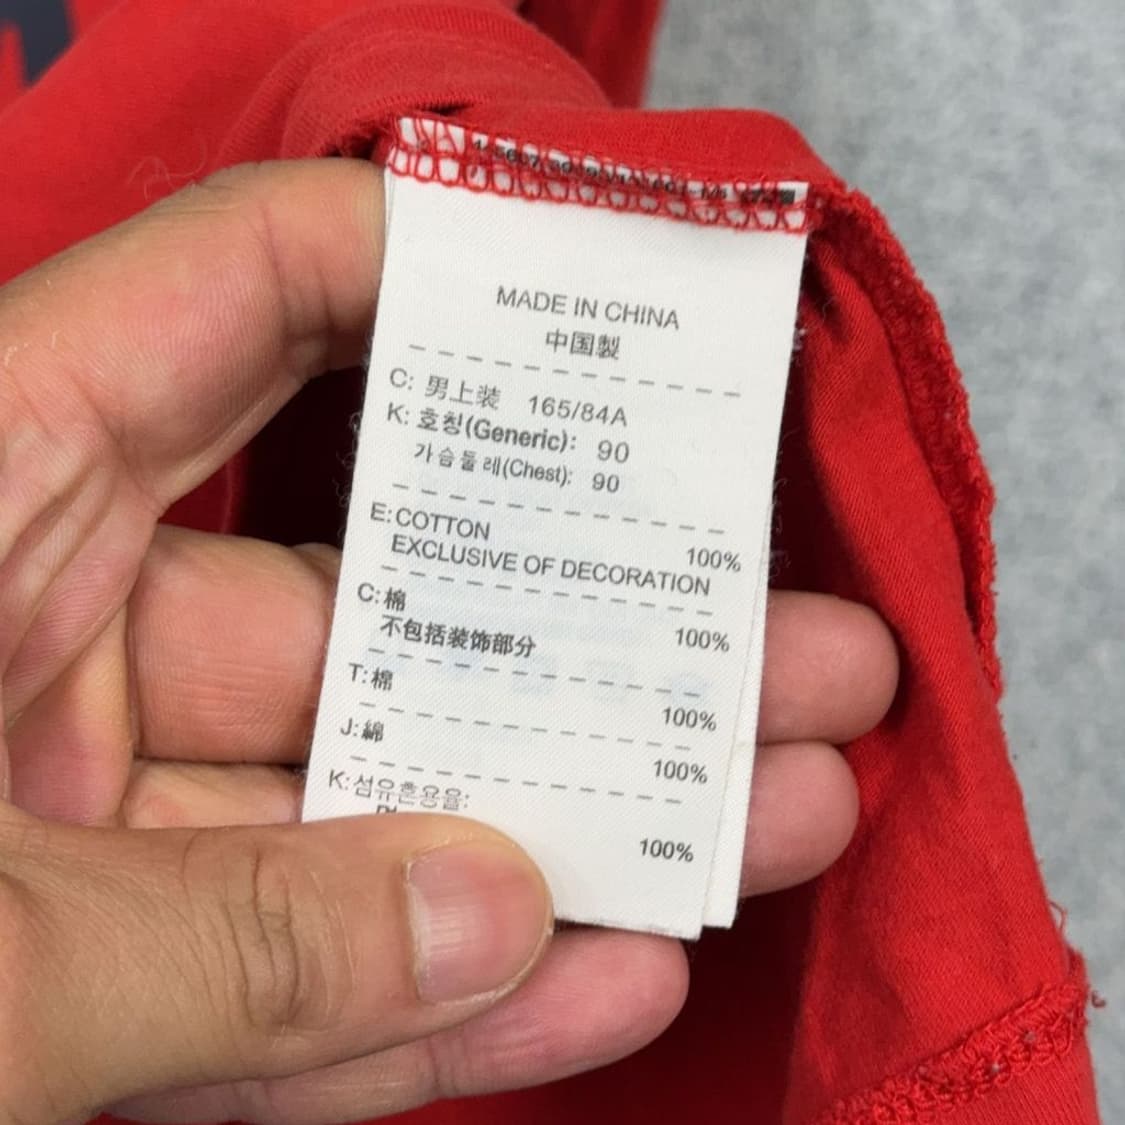 MADE IN CHINA
中国製
C: 男上装 165/84A
K: 호칭(Generic): 90
가슴둘레(Chest): 90
E: COTTON 100%
EXCLUSIVE OF DECORATION
C: 棉 100%
不包括装饰部分
T: 棉 100%
J: 綿 100%
K: 섬유혼용율:
100%